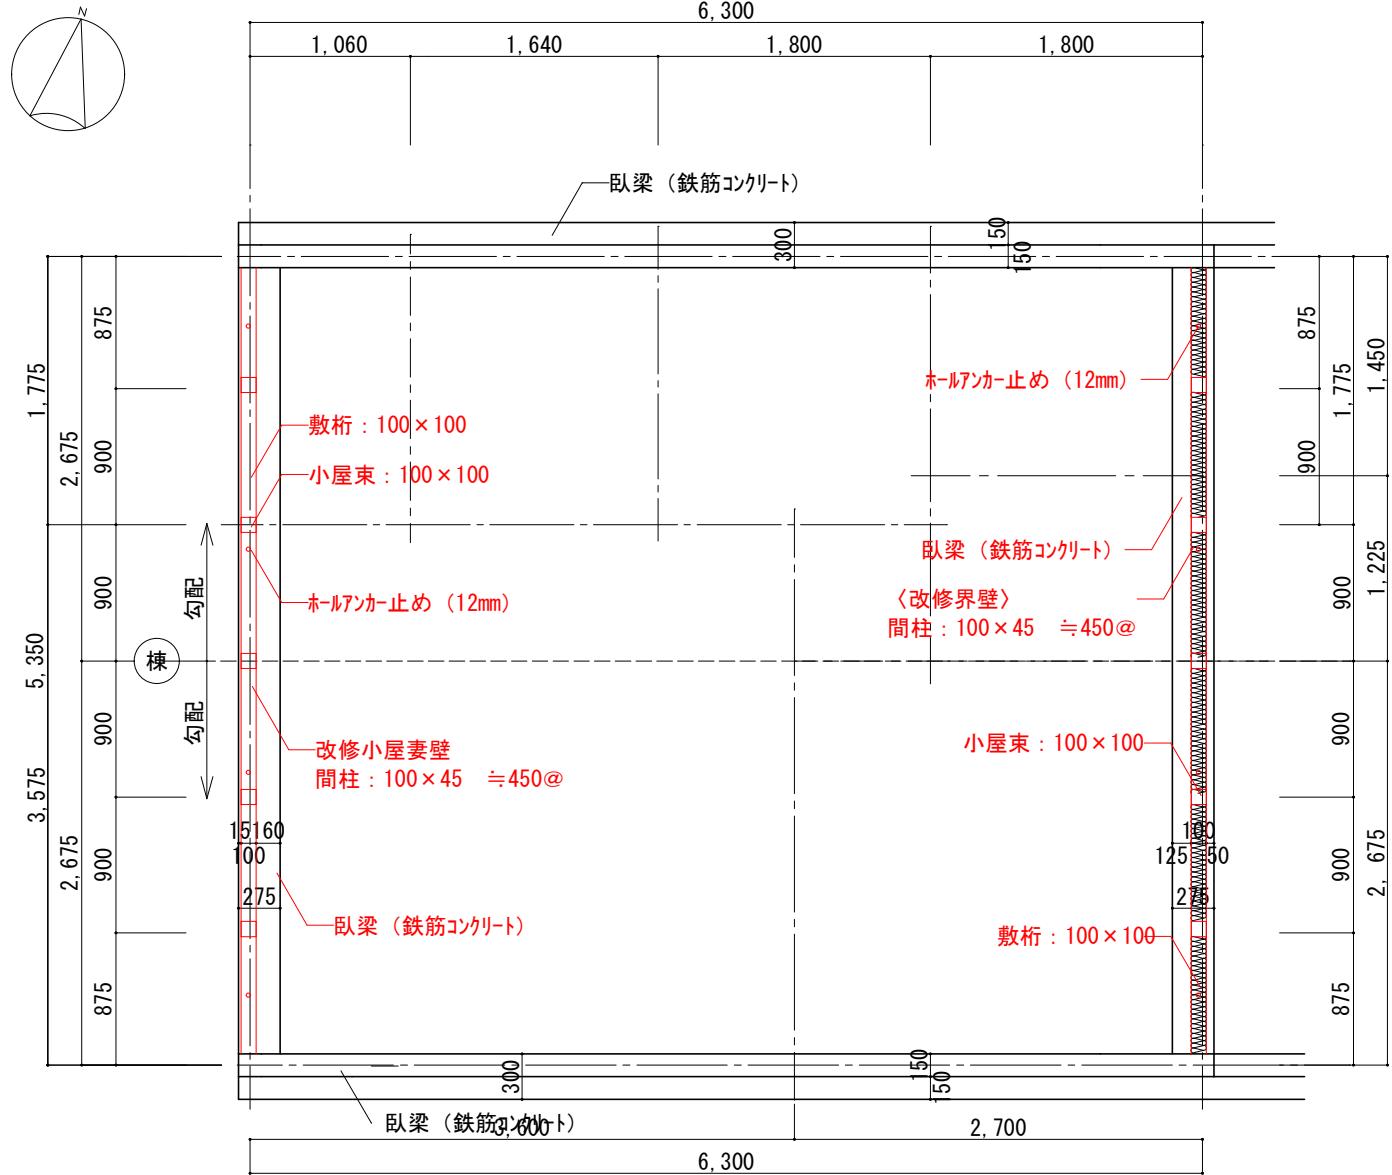 N
6,300
1,060
1,640
1,800
1,800
臥梁（鉄筋コンクリート）
300
150
150
875
1,775
2,675
900
敷桁：100×100
小屋束：100×100
ホールアンカー止め（12mm）
勾配
900
棟
5,350
勾配
900
改修小屋妻壁
間柱：100×45　≒450@
3,575
2,675
900
15160
100
275
臥梁（鉄筋コンクリート）
875
ホールアンカー止め（12mm）
875
1,775
1,450
900
臥梁（鉄筋コンクリート）
〈改修界壁〉
間柱：100×45　≒450@
900
1,225
小屋束：100×100
900
100
125
50
275
900
2,675
敷桁：100×100
875
300
150
150
臥梁（鉄筋コンクリート）
3,600
2,700
6,300